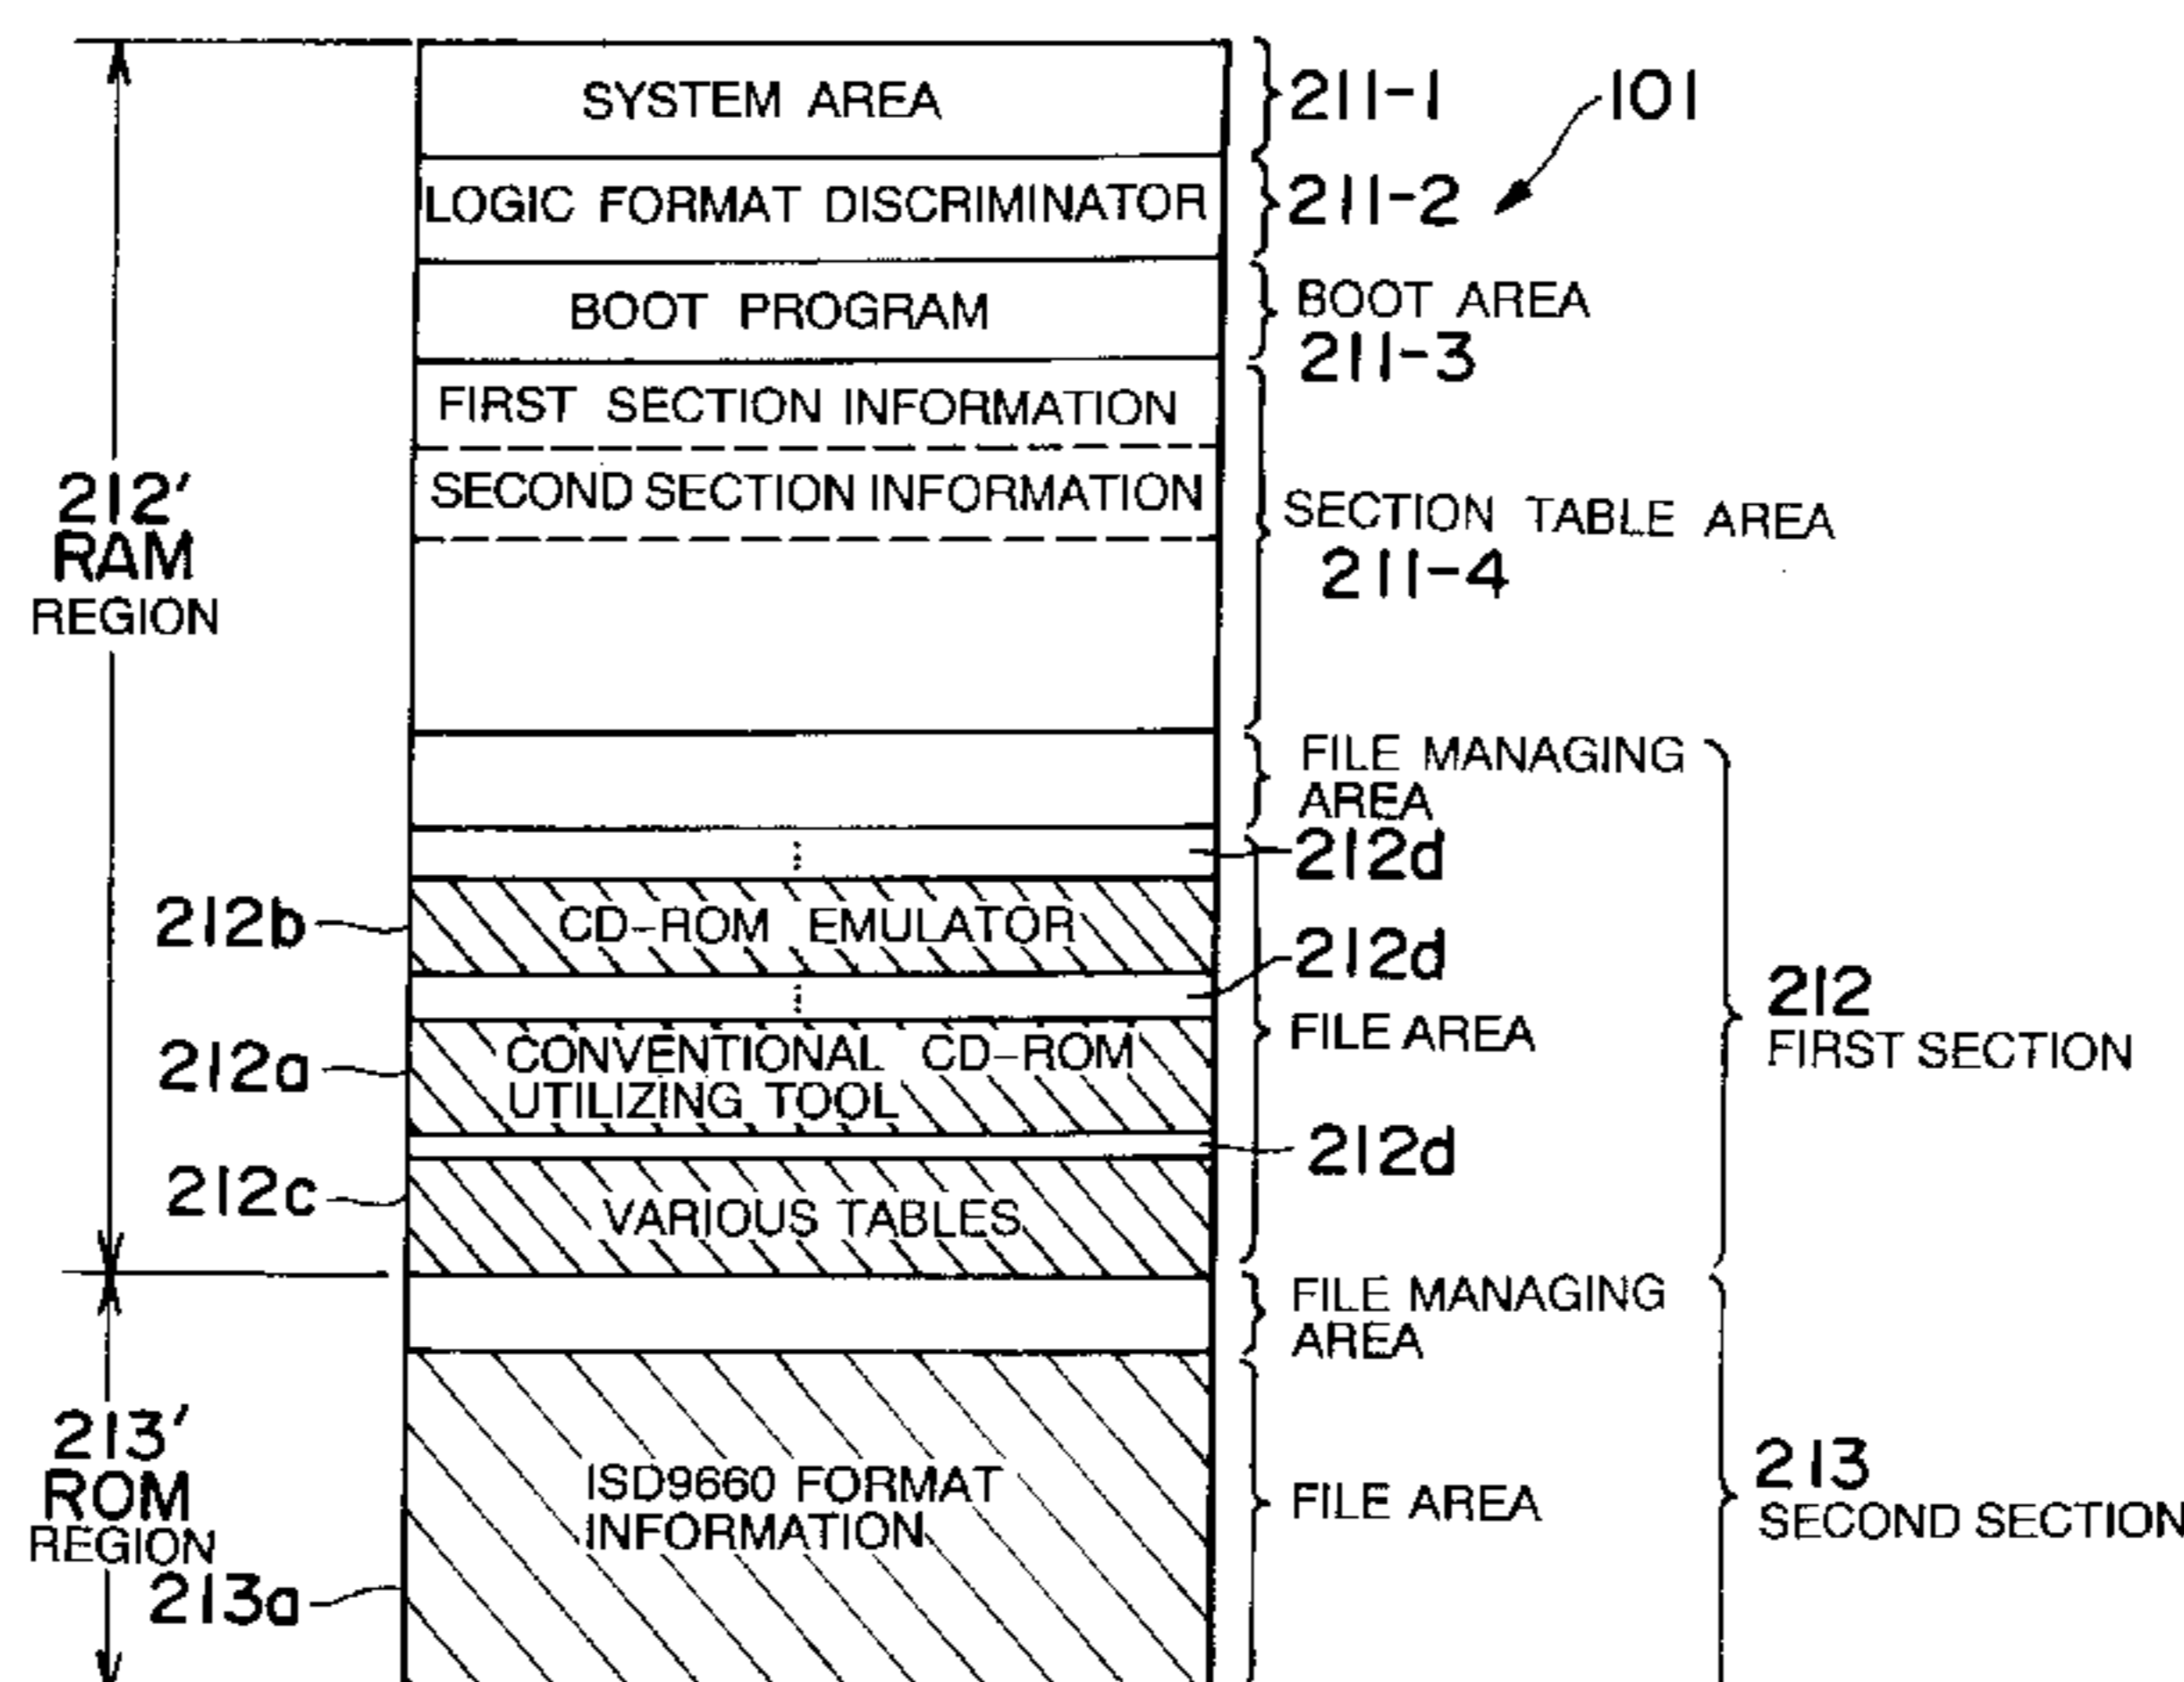 SYSTEM AREA
211-1
101
LOGIC FORMAT DISCRIMINATOR
211-2
BOOT PROGRAM
BOOT AREA
211-3
FIRST SECTION INFORMATION
SECOND SECTION INFORMATION
SECTION TABLE AREA
211-4
212'
RAM
REGION
FILE MANAGING
AREA
212d
212b
CD-ROM EMULATOR
212d
212
FIRST SECTION
FILE AREA
212a
CONVENTIONAL CD-ROM
UTILIZING TOOL
212d
212c
VARIOUS TABLES
FILE MANAGING
AREA
213'
ROM
REGION
213a
ISD9660 FORMAT
INFORMATION
FILE AREA
213
SECOND SECTION